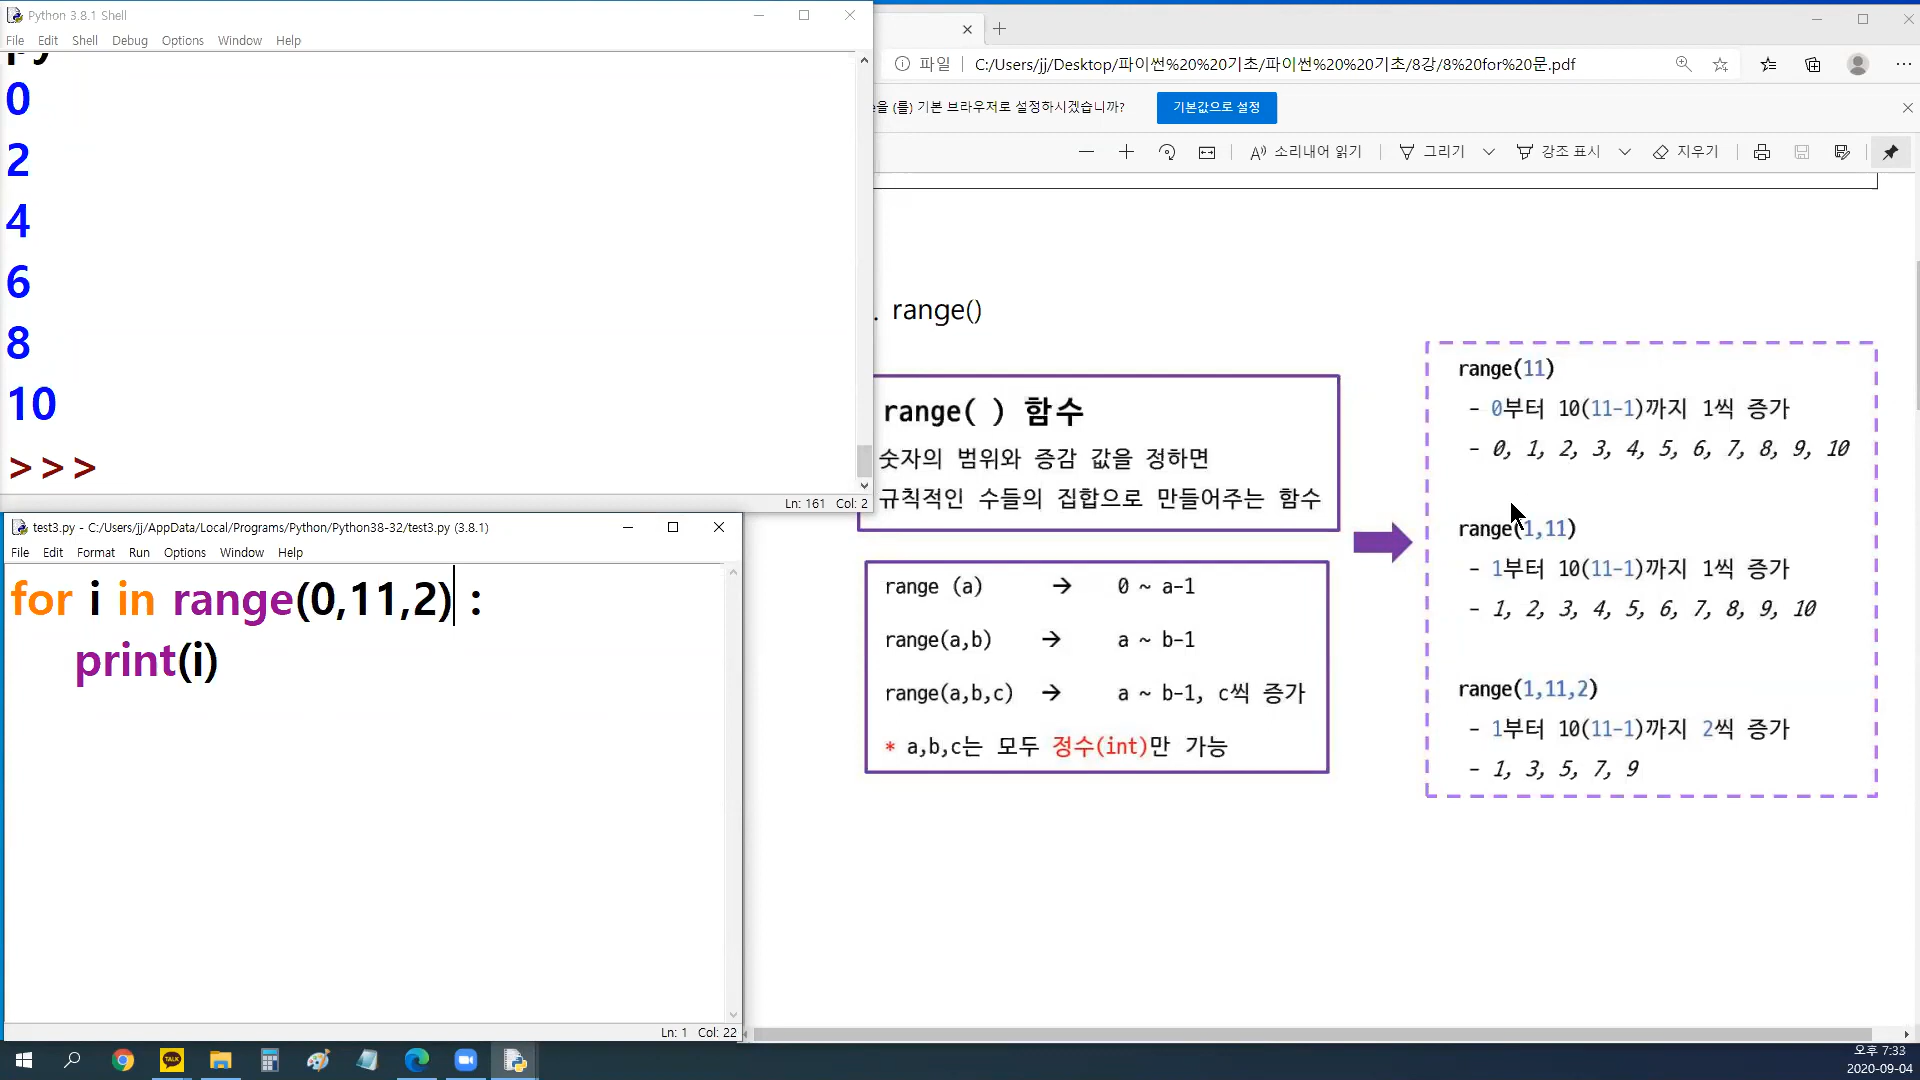 Python 3.8.1 Shell
File Edit Shell Debug Options Window Help
py
0
2
4
6
8
10
>>>
Ln: 161 Col: 2
test3.py - C:/Users/jj/AppData/Local/Programs/Python/Python38-32/test3.py (3.8.1)
File Edit Format Run Options Window Help
for i in range(0,11,2) :
print(i)
Ln: 1 Col: 22
파일 C:/Users/jj/Desktop/파이썬%20%20기초/파이썬%20%20기초/8강/8%20for%20문.pdf
을 (를) 기본 브라우저로 설정하시겠습니까? 기본값으로 설정
소리내어 읽기 그리기 강조 표시 지우기
. range()
range( ) 함수
숫자의 범위와 증감 값을 정하면
규칙적인 수들의 집합으로 만들어주는 함수
range (a) → 0 ~ a-1
range(a,b) → a ~ b-1
range(a,b,c) → a ~ b-1, c씩 증가
* a,b,c는 모두 정수(int)만 가능
range(11)
- 0부터 10(11-1)까지 1씩 증가
- 0, 1, 2, 3, 4, 5, 6, 7, 8, 9, 10
range(1,11)
- 1부터 10(11-1)까지 1씩 증가
- 1, 2, 3, 4, 5, 6, 7, 8, 9, 10
range(1,11,2)
- 1부터 10(11-1)까지 2씩 증가
- 1, 3, 5, 7, 9
TALK
오후 7:33
2020-09-04